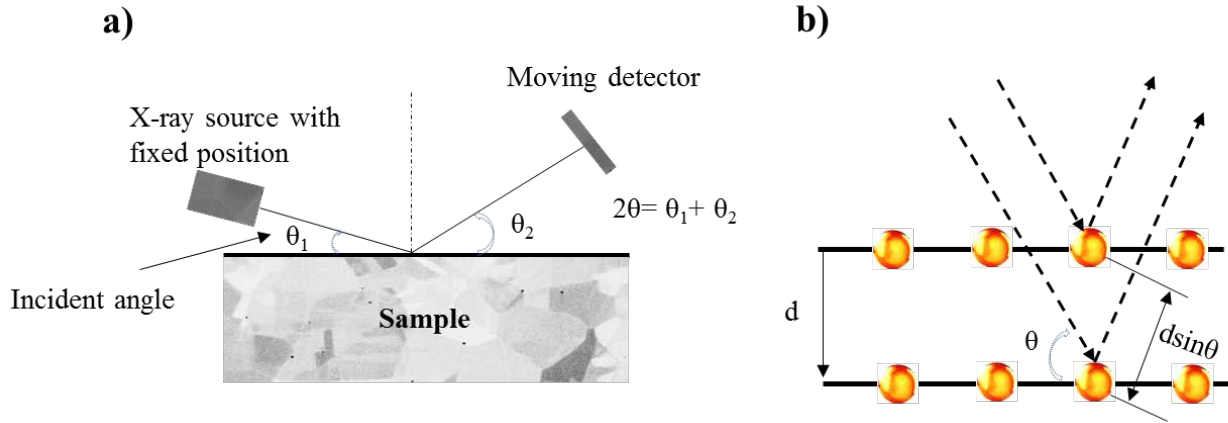 a)
X-ray source with
fixed position
Moving detector
θ₁
θ₂
2θ= θ₁+ θ₂
Incident angle
Sample
b)
d
θ
dsinθ